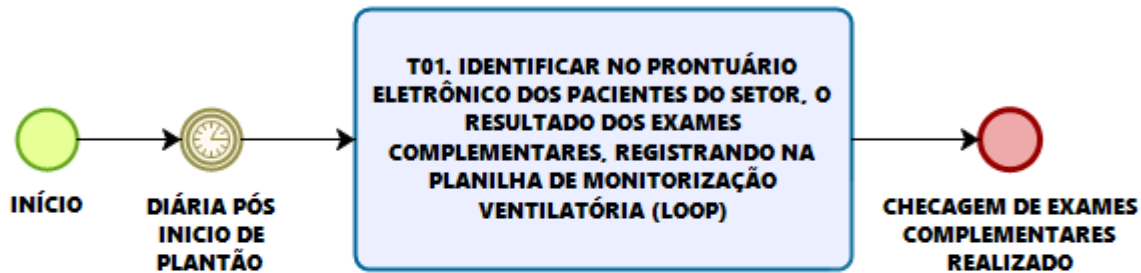 INÍCIO
DIÁRIA PÓS
INICIO DE
PLANTÃO
T01. IDENTIFICAR NO PRONTUÁRIO
ELETRÔNICO DOS PACIENTES DO SETOR, O
RESULTADO DOS EXAMES
COMPLEMENTARES, REGISTRANDO NA
PLANILHA DE MONITORIZAÇÃO
VENTILATÓRIA (LOOP)
CHECAGEM DE EXAMES
COMPLEMENTARES
REALIZADO